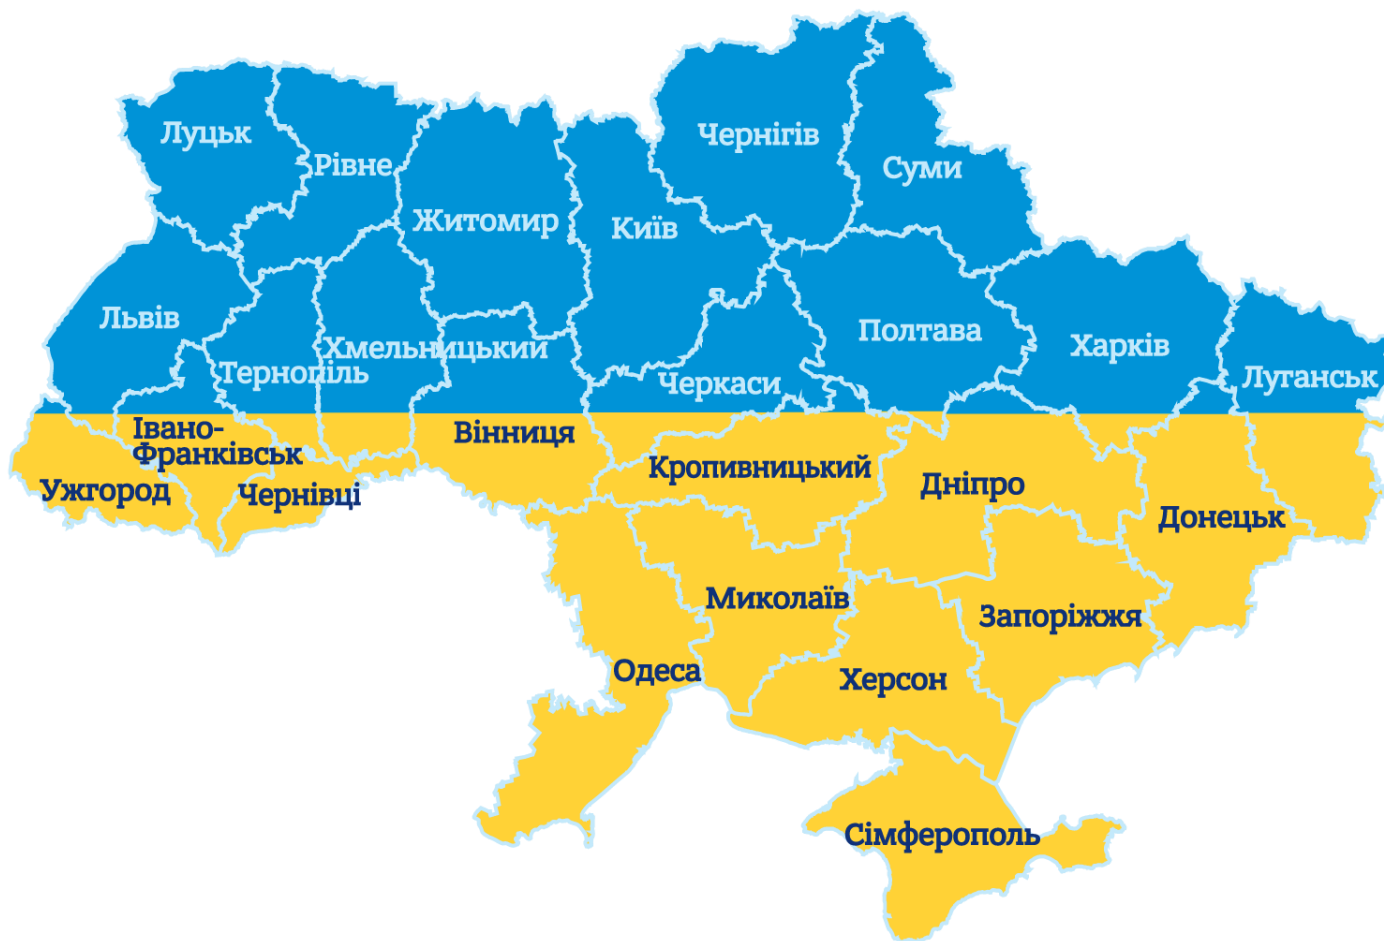 Луцьк
Рівне
Чернігів
Суми
Житомир
Київ
Львів
Тернопіль
Хмельницький
Черкаси
Полтава
Харків
Луганськ
Івано-
Франківськ
Ужгород
Чернівці
Вінниця
Кропивницький
Дніпро
Донецьк
Миколаїв
Запоріжжя
Одеса
Херсон
Сімферополь